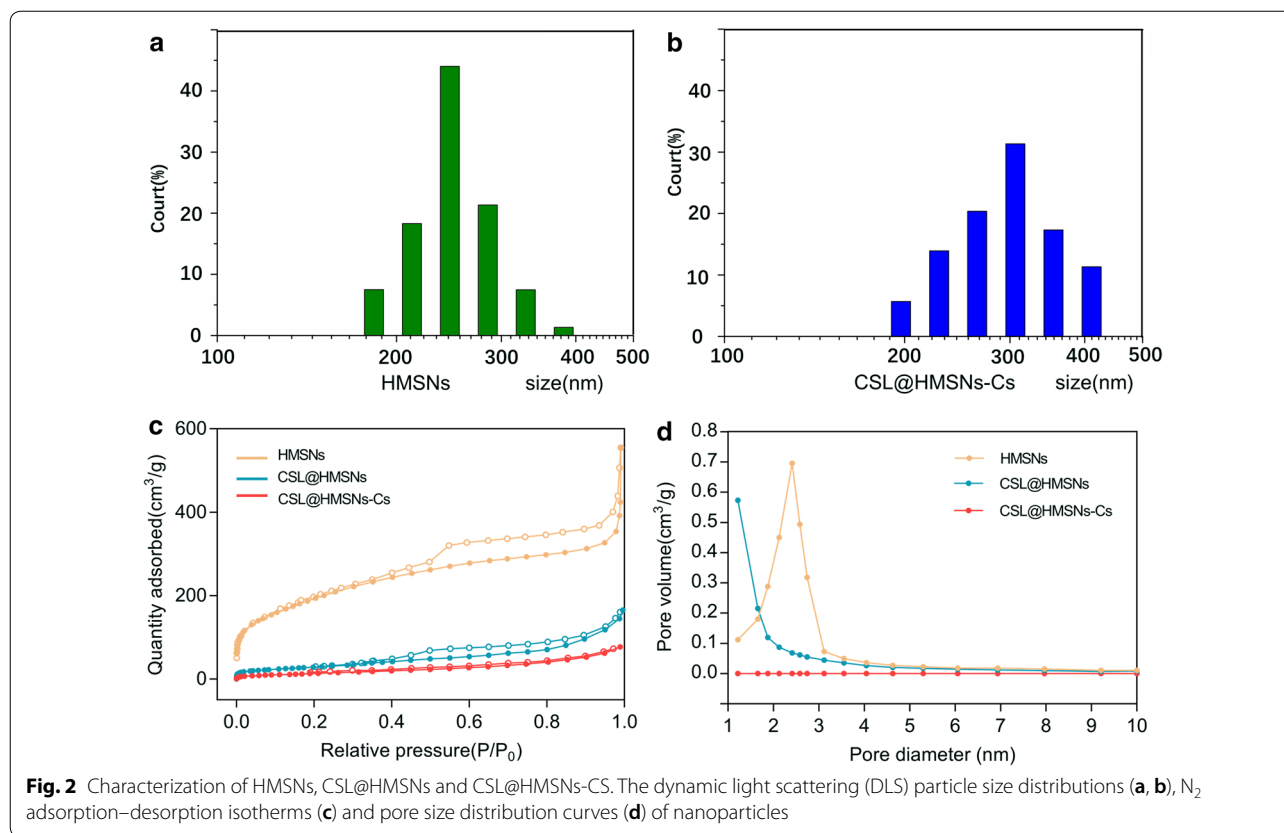 a
40
30
20
10
0
Court(%)
100
200
300
400
500
HMSNs
size(nm)
b
40
30
20
10
0
Court(%)
100
200
300
400
500
CSL@HMSNs-Cs
size(nm)
c
600
400
200
0
Quantity adsorbed(cm³/g)
HMSNs
CSL@HMSNs
CSL@HMSNs-Cs
0.0
0.2
0.4
0.6
0.8
1.0
Relative pressure(P/P₀)
d
0.8
0.7
0.6
0.5
0.4
0.3
0.2
0.1
0.0
Pore volume(cm³/g)
HMSNs
CSL@HMSNs
CSL@HMSNs-Cs
1
2
3
4
5
6
7
8
9
10
Pore diameter (nm)
Fig. 2 Characterization of HMSNs, CSL@HMSNs and CSL@HMSNs-CS. The dynamic light scattering (DLS) particle size distributions (a, b), N₂
adsorption–desorption isotherms (c) and pore size distribution curves (d) of nanoparticles